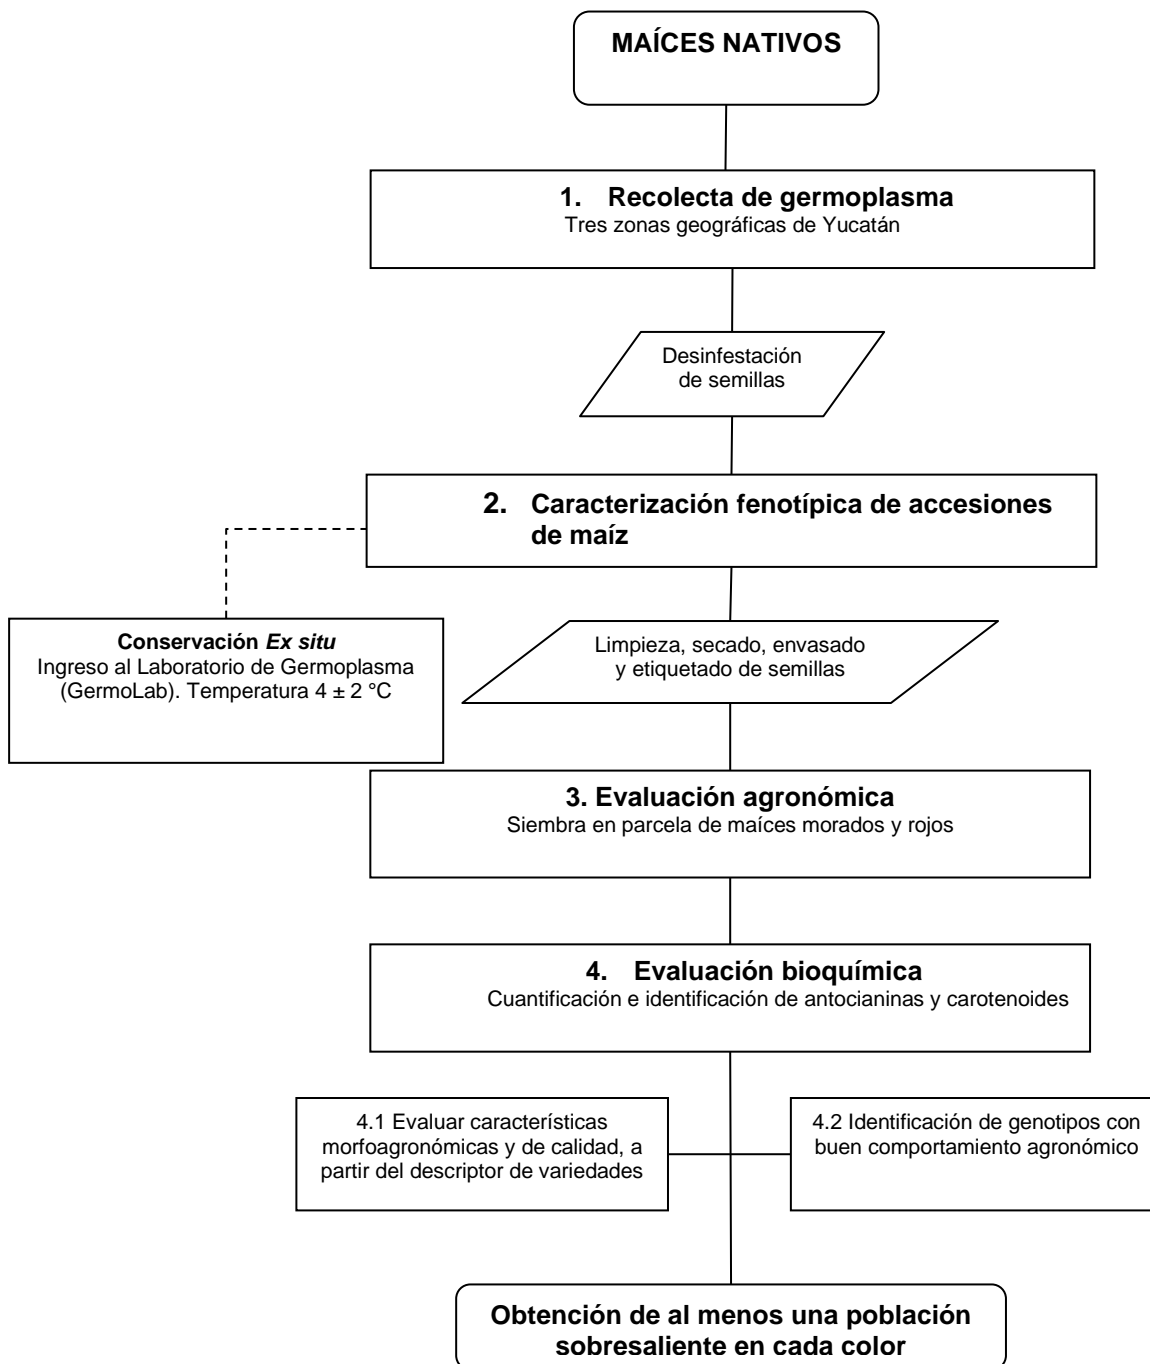 MAÍCES NATIVOS
1. Recolecta de germoplasma
Tres zonas geográficas de Yucatán
Desinfestación
de semillas
2. Caracterización fenotípica de accesiones
de maíz
Conservación Ex situ
Ingreso al Laboratorio de Germoplasma
(GermoLab). Temperatura 4 ± 2 °C
Limpieza, secado, envasado
y etiquetado de semillas
3. Evaluación agronómica
Siembra en parcela de maíces morados y rojos
4. Evaluación bioquímica
Cuantificación e identificación de antocianinas y carotenoides
4.1 Evaluar características
morfoagronómicas y de calidad, a
partir del descriptor de variedades
4.2 Identificación de genotipos con
buen comportamiento agronómico
Obtención de al menos una población
sobresaliente en cada color